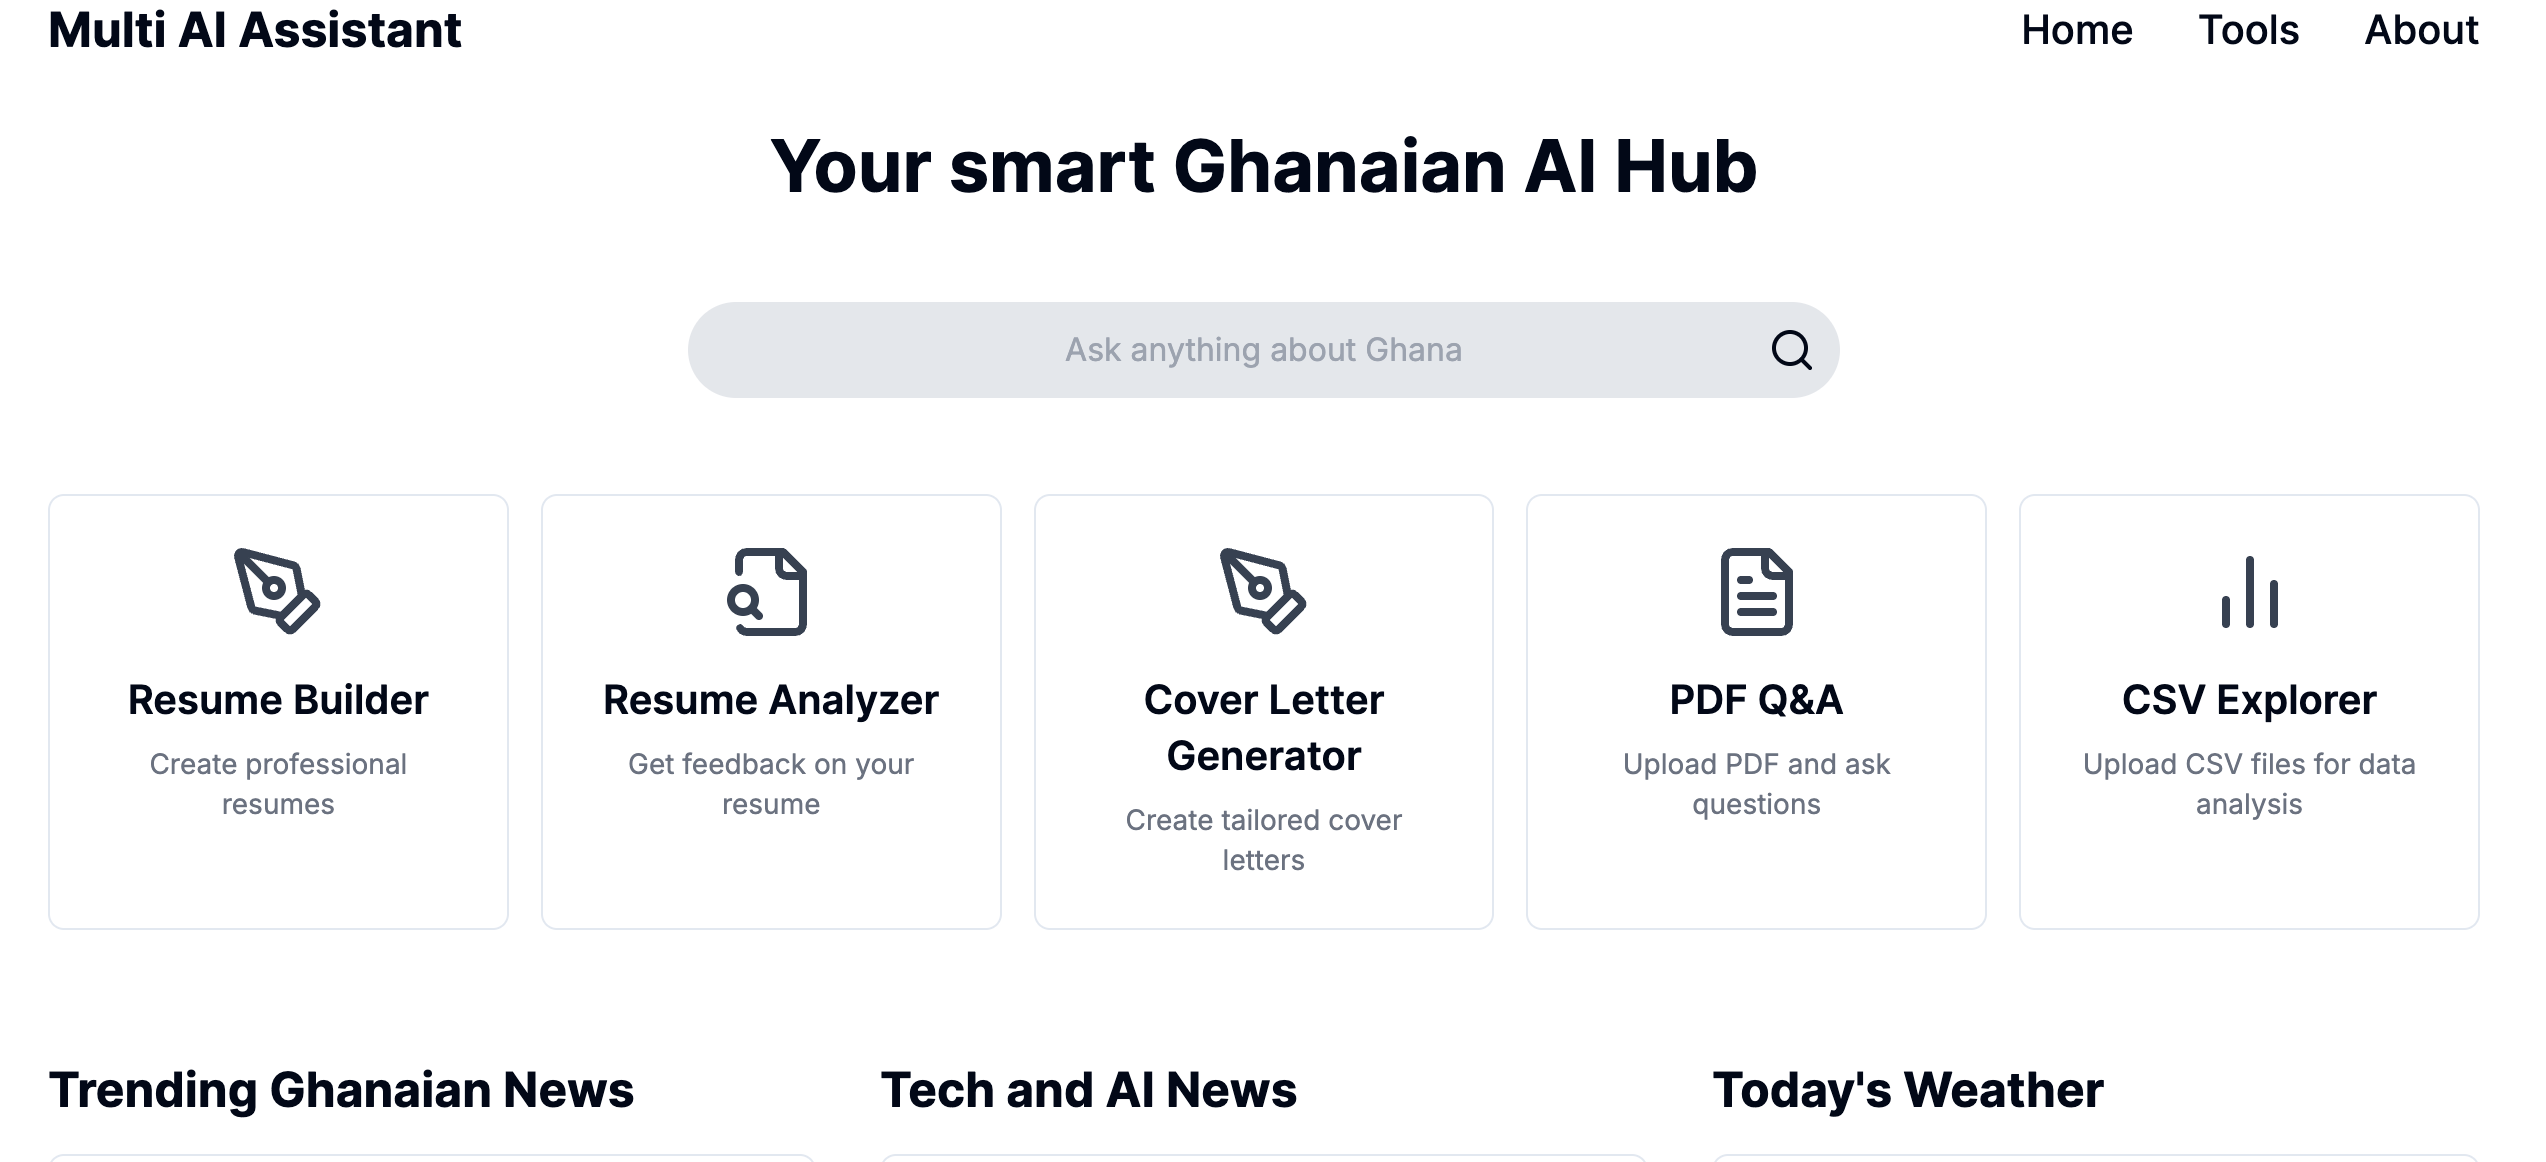 Multi AI Assistant
Home Tools About
Your smart Ghanaian AI Hub
Ask anything about Ghana
Resume Builder
Create professional
resumes
Resume Analyzer
Get feedback on your
resume
Cover Letter
Generator
Create tailored cover
letters
PDF Q&A
Upload PDF and ask
questions
CSV Explorer
Upload CSV files for data
analysis
Trending Ghanaian News
Tech and AI News
Today's Weather